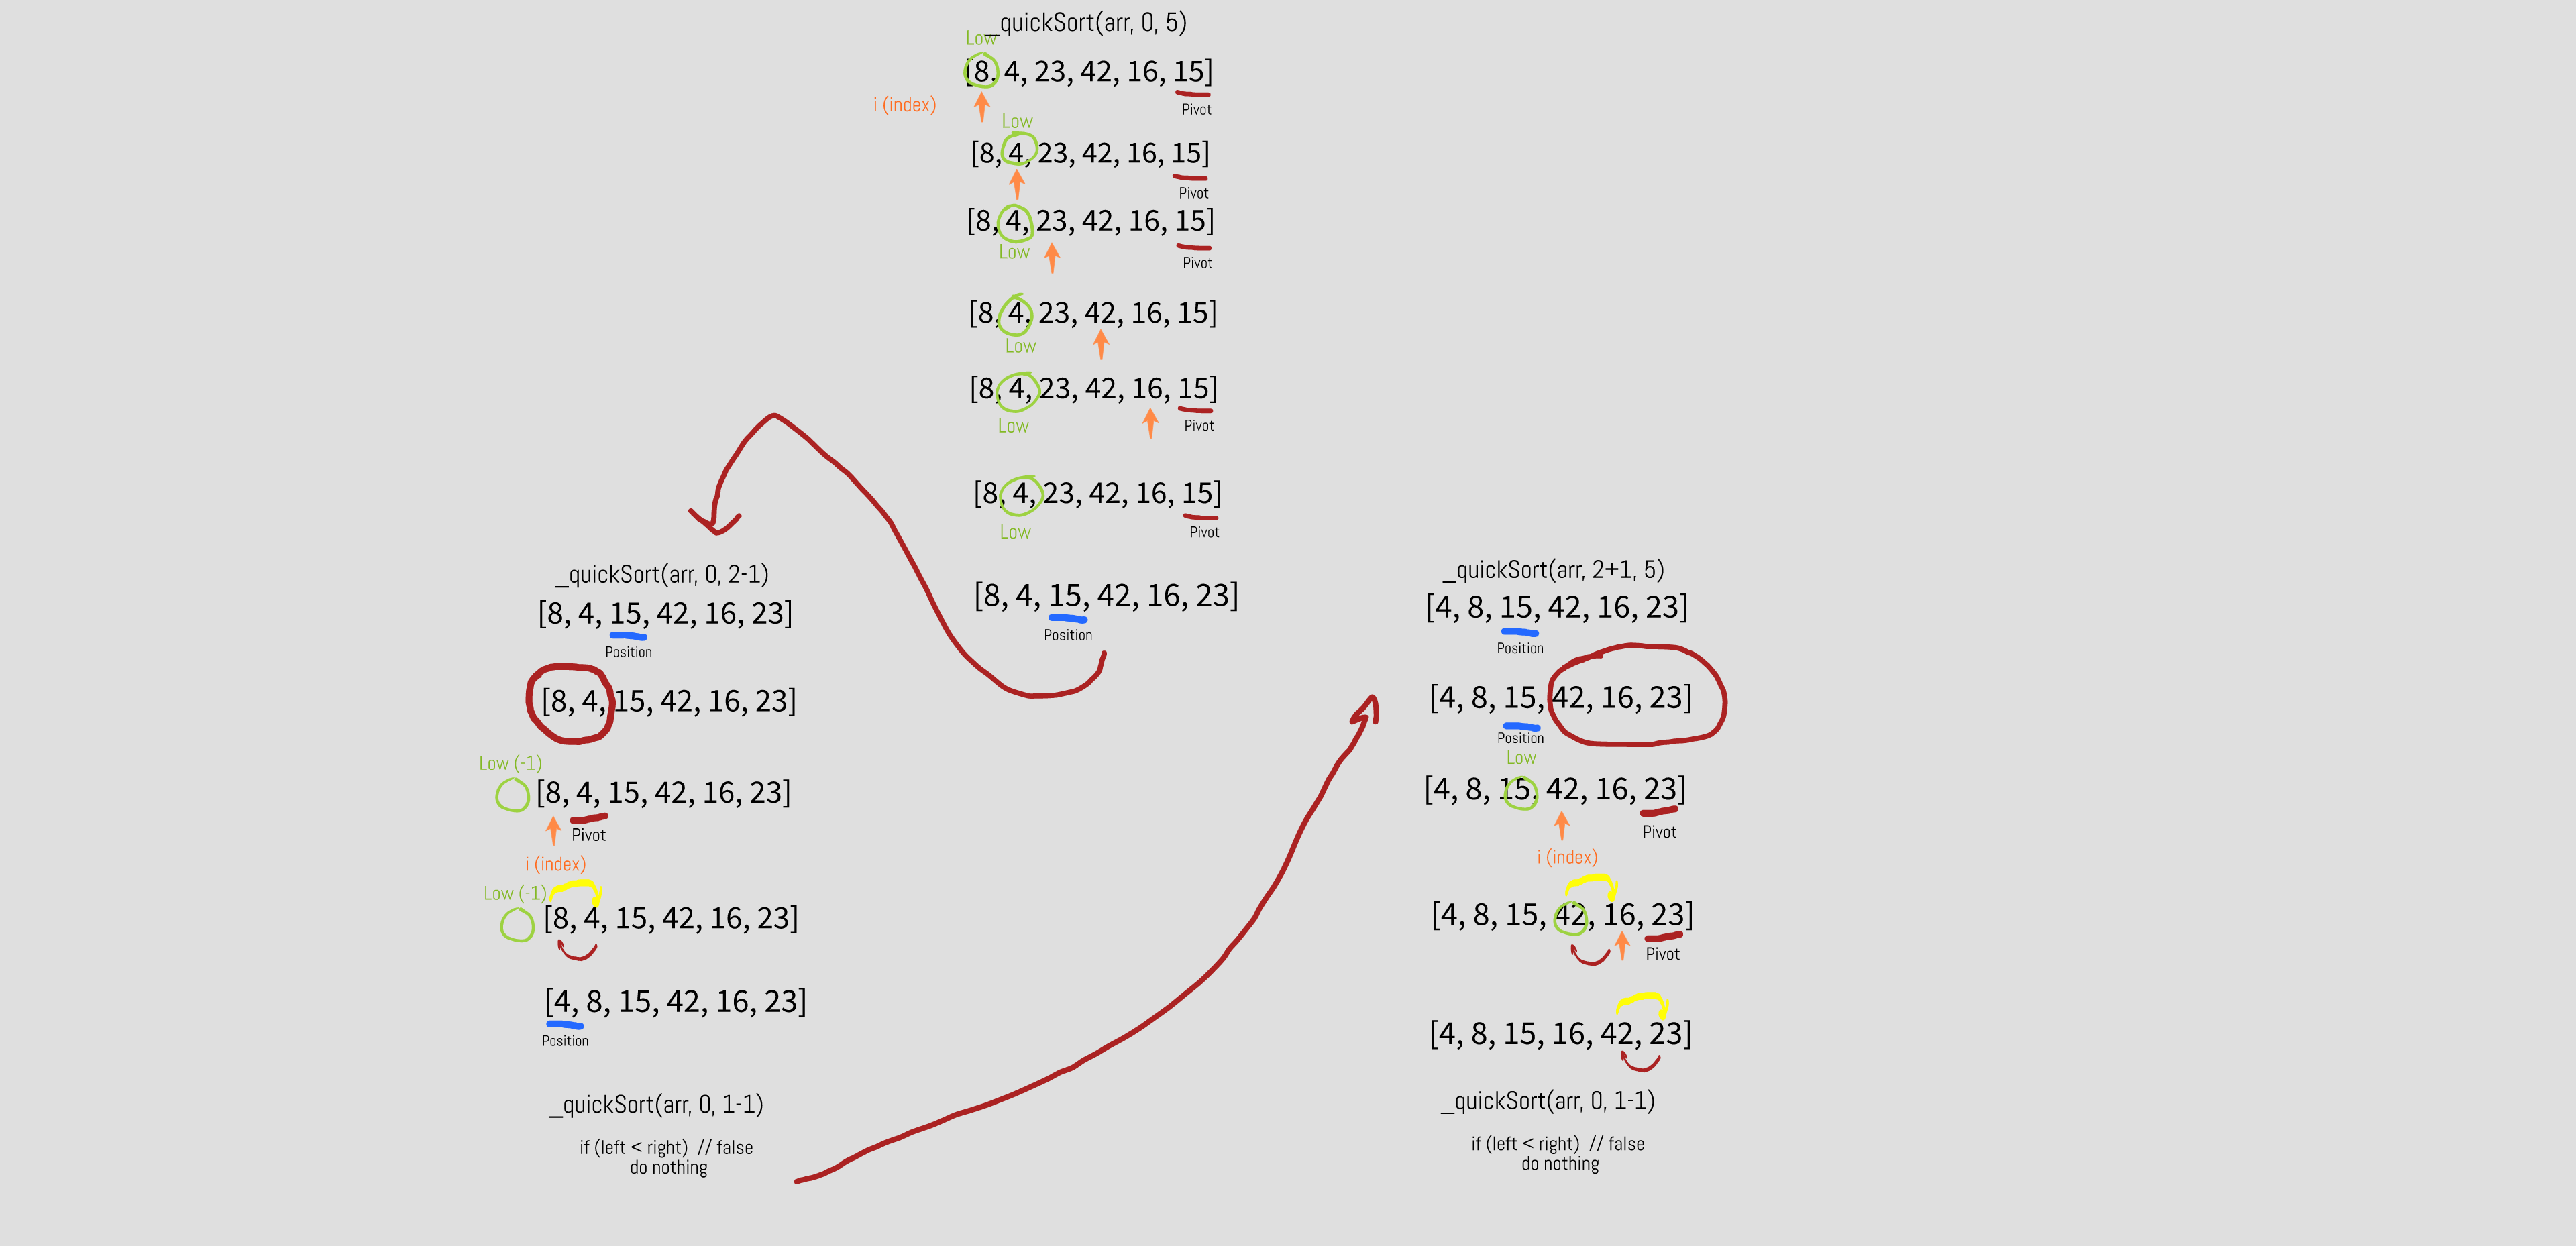 _quickSort(arr, 0, 5)
Low
[8, 4, 23, 42, 16, 15]
i (index)
Pivot
Low
[8, 4, 23, 42, 16, 15]
Pivot
[8, 4, 23, 42, 16, 15]
Low
Pivot
[8, 4, 23, 42, 16, 15]
Low
[8, 4, 23, 42, 16, 15]
Low
Pivot
[8, 4, 23, 42, 16, 15]
Low
Pivot
[8, 4, 15, 42, 16, 23]
Position
_quickSort(arr, 0, 2-1)
[8, 4, 15, 42, 16, 23]
Position
[8, 4, 15, 42, 16, 23]
Low (-1)
[8, 4, 15, 42, 16, 23]
Pivot
i (index)
Low (-1)
[8, 4, 15, 42, 16, 23]
[4, 8, 15, 42, 16, 23]
Position
_quickSort(arr, 0, 1-1)
if (left < right) // false
do nothing
_quickSort(arr, 2+1, 5)
[4, 8, 15, 42, 16, 23]
Position
[4, 8, 15, 42, 16, 23]
Position
Low
[4, 8, 15, 42, 16, 23]
Pivot
i (index)
[4, 8, 15, 42, 16, 23]
Pivot
[4, 8, 15, 16, 42, 23]
_quickSort(arr, 0, 1-1)
if (left < right) // false
do nothing